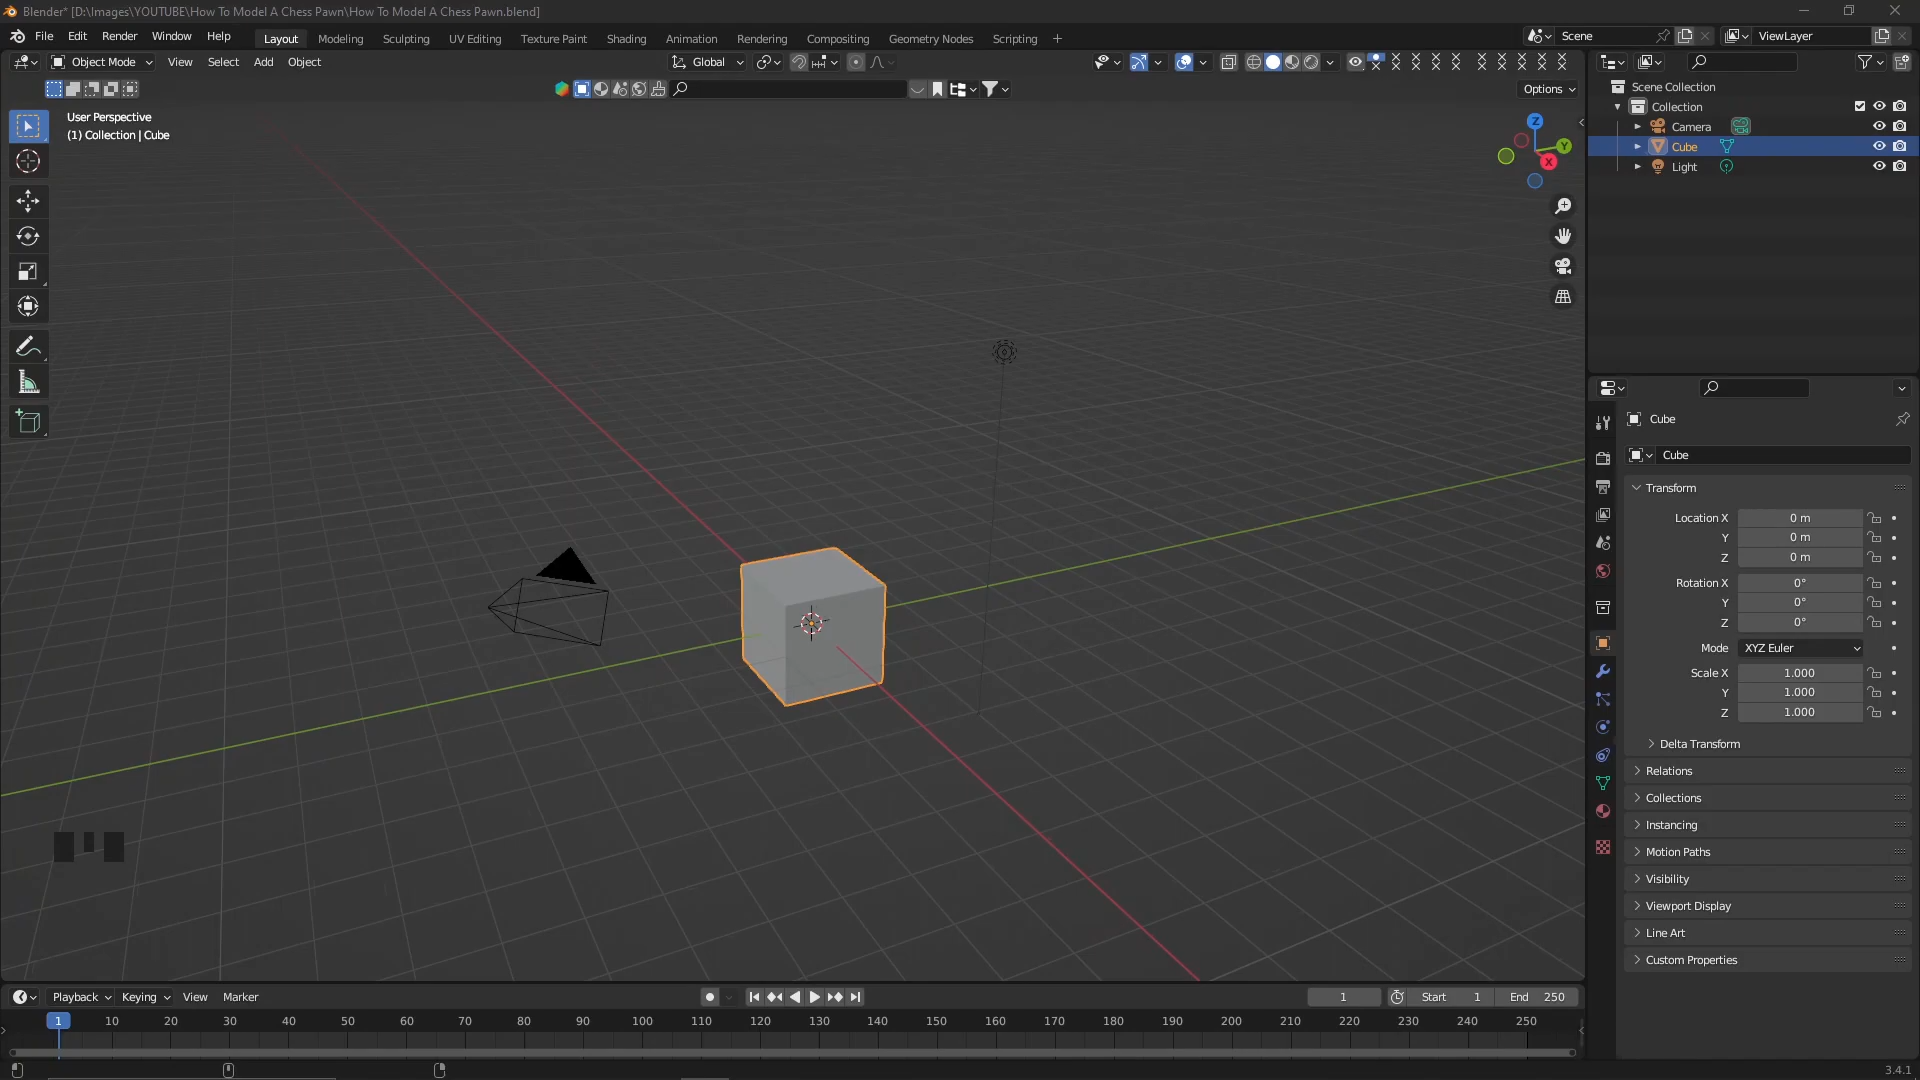 Blender* [D:\Images\YOUTUBE\How To Model A Chess Pawn\How To Model A Chess Pawn.blend]
File Edit Render Window Help Layout Modeling Sculpting UV Editing Texture Paint Shading Animation Rendering Compositing Geometry Nodes Scripting + Scene ViewLayer
Object Mode View Select Add Object Global
Options
User Perspective
(1) Collection | Cube
Z
Y
X
Scene Collection
Collection
Camera
Cube
Light
Cube
Cube
Transform
Location X 0 m
Y 0 m
Z 0 m
Rotation X 0°
Y 0°
Z 0°
Mode XYZ Euler
Scale X 1.000
Y 1.000
Z 1.000
Delta Transform
Relations
Collections
Instancing
Motion Paths
Visibility
Viewport Display
Line Art
Custom Properties
Playback Keying View Marker 1 Start 1 End 250
1 10 20 30 40 50 60 70 80 90 100 110 120 130 140 150 160 170 180 190 200 210 220 230 240 250
3.4.1